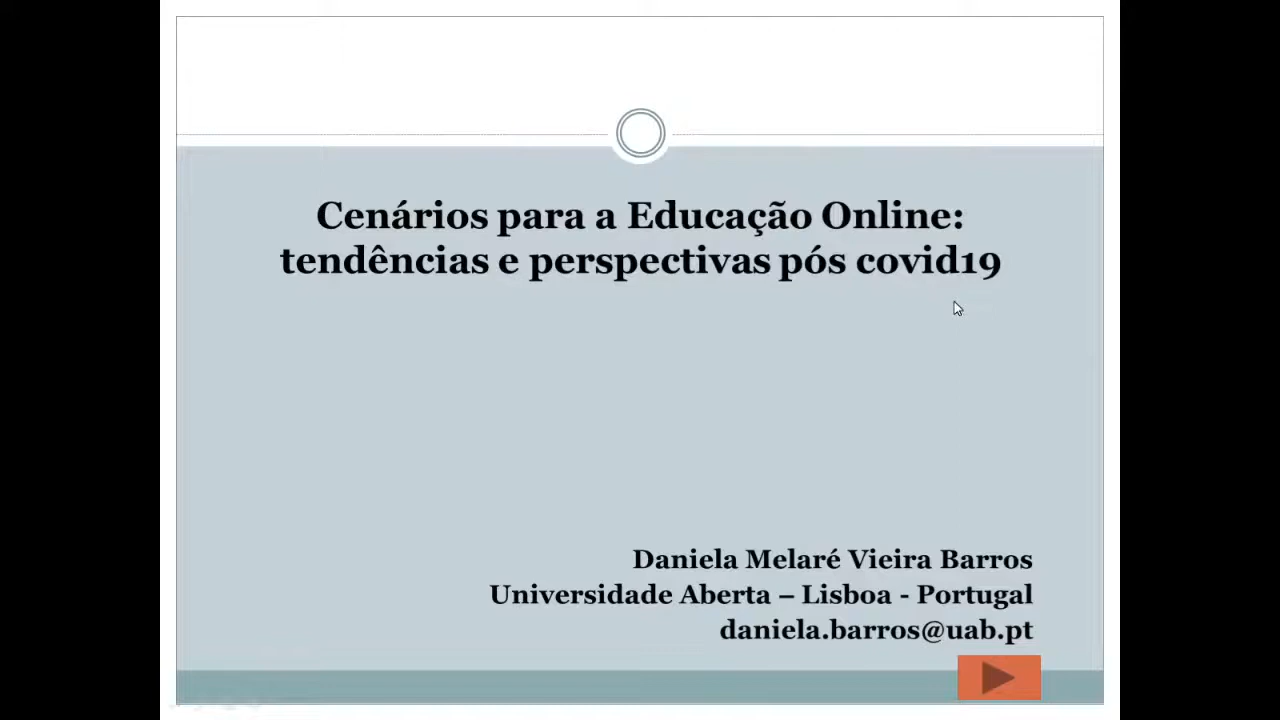 Cenários para a Educação Online:
tendências e perspectivas pós covid19
Daniela Melaré Vieira Barros
Universidade Aberta – Lisboa - Portugal
daniela.barros@uab.pt